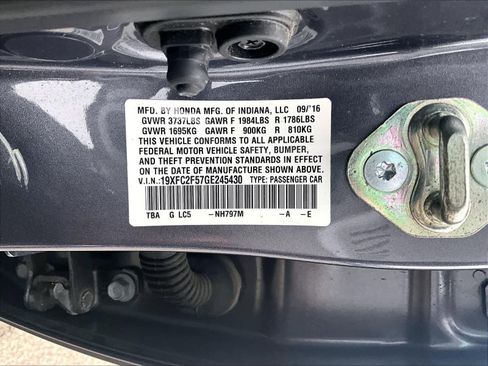 MFD. BY HONDA MFG. OF INDIANA, LLC 09/'16
GVWR 3737LBS GAWR F 1984LBS R 1786LBS
GVWR 1695KG GAWR F 900KG R 810KG
THIS VEHICLE CONFORMS TO ALL APPLICABLE
FEDERAL MOTOR VEHICLE SAFETY, BUMPER,
AND THEFT PREVENTION STANDARDS IN EFFECT
ON THE DATE OF MANUFACTURE SHOWN ABOVE.
V.I.N.:19XFC2F57GE245430 TYPE: PASSENGER CAR
TBA G LC5 -NH797M -A -E